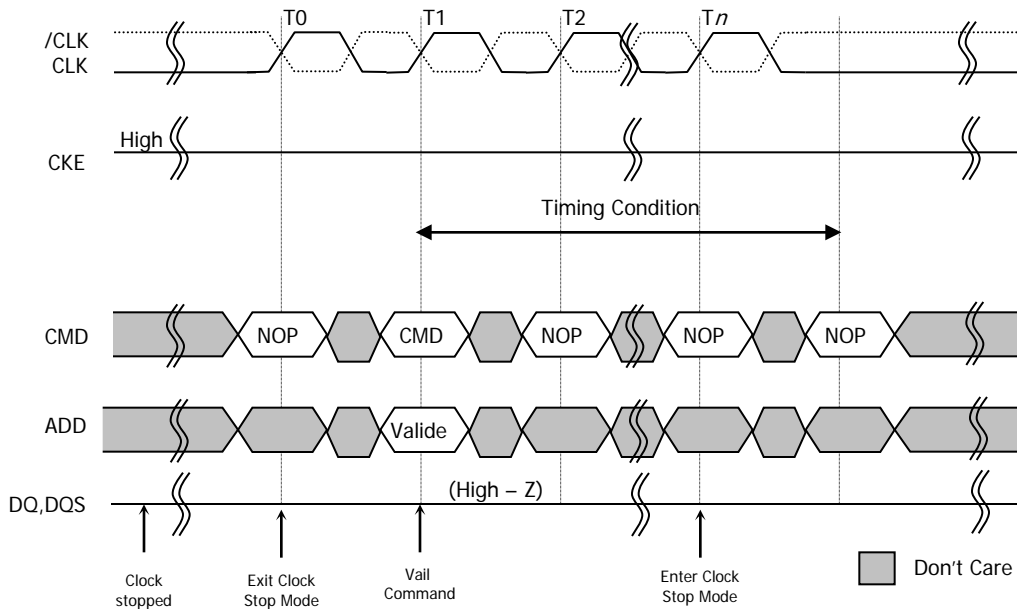 T0 T1 T2 Tn
/CLK
CLK
High
CKE
Timing Condition
CMD NOP CMD NOP NOP NOP
ADD Valide
(High – Z)
DQ,DQS
Clock
stopped
Exit Clock
Stop Mode
Vail
Command
Enter Clock
Stop Mode
Don't Care